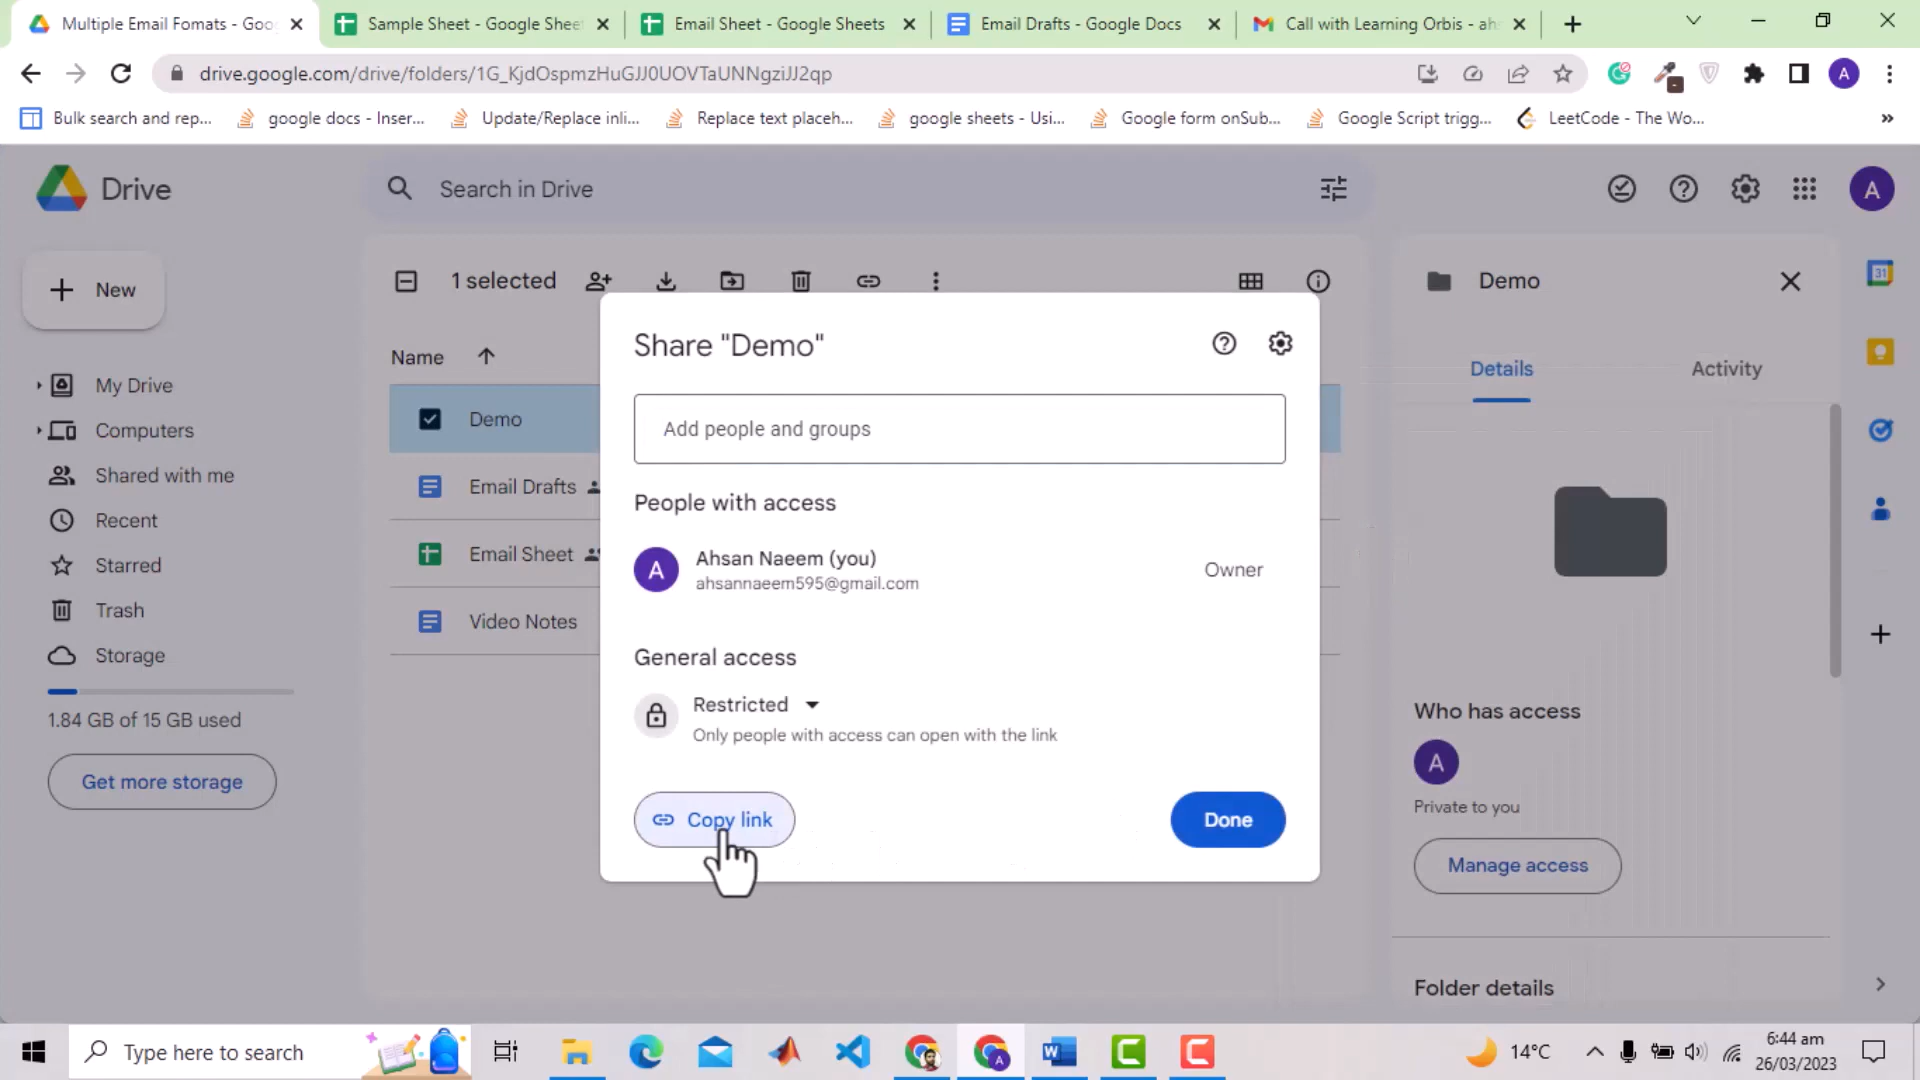 Multiple Email Fomats - Goo
Sample Sheet - Google Shee
Email Sheet - Google Sheets
Email Drafts - Google Docs
Call with Learning Orbis - ah
drive.google.com/drive/folders/1G_KjdOspmzHuGJJ0UOVTaUNNgziJJ2qp
A
Bulk search and rep...
google docs - Inser...
Update/Replace inli...
Replace text placeh...
google sheets - Usi...
Google form onSub...
Google Script trigg...
LeetCode - The Wo...
»
Drive
Search in Drive
A
New
1 selected
Demo
31
Name
Details
Activity
My Drive
Computers
Shared with me
Recent
Starred
Trash
Storage
1.84 GB of 15 GB used
Get more storage
Demo
Email Drafts
Email Sheet
Video Notes
Share "Demo"
Add people and groups
People with access
A
Ahsan Naeem (you)
ahsannaeem595@gmail.com
Owner
General access
Restricted
Only people with access can open with the link
Copy link
Done
Who has access
A
Private to you
Manage access
Folder details
Type here to search
14°C
6:44 am
26/03/2023